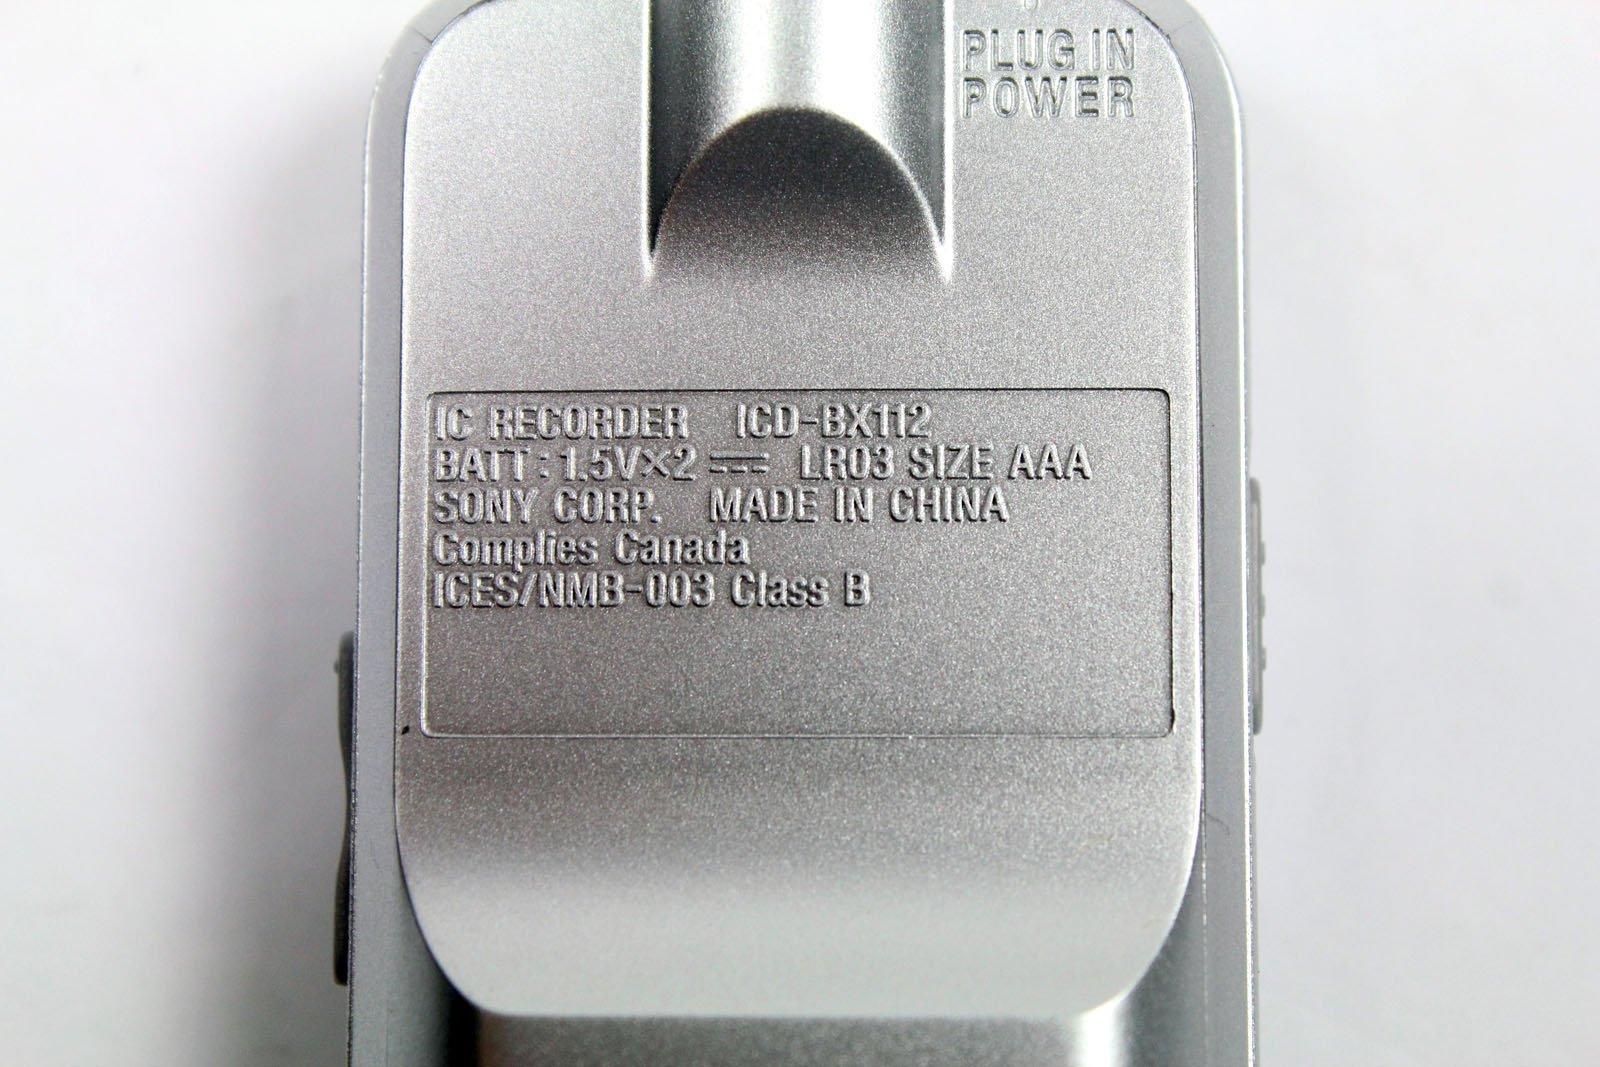 PLUG IN
POWER
IC RECORDER ICD-BX112
BATT : 1.5V×2 ⎓ LR03 SIZE AAA
SONY CORP. MADE IN CHINA
Complies Canada
ICES/NMB-003 Class B